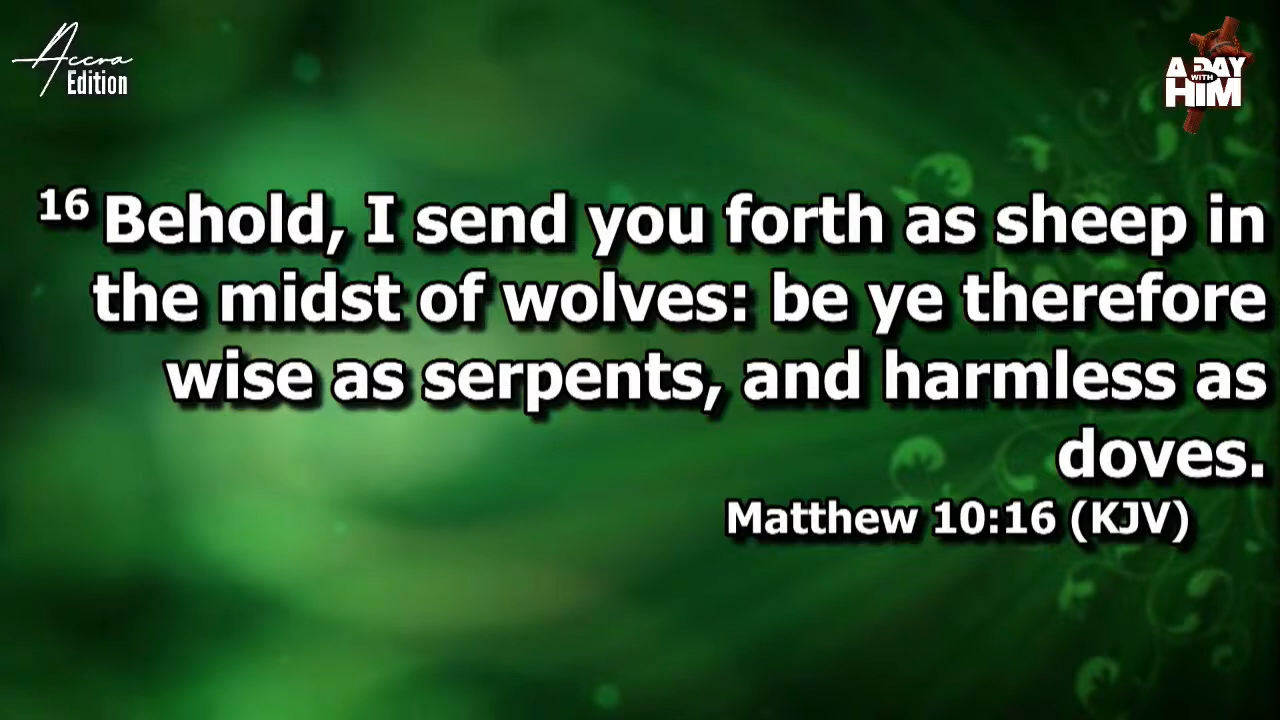 Accra
Edition
A DAY
WITH
HIM
16 Behold, I send you forth as sheep in
the midst of wolves: be ye therefore
wise as serpents, and harmless as
doves.
Matthew 10:16 (KJV)